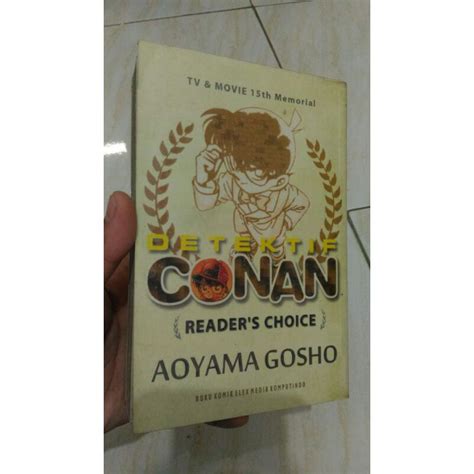 TV & MOVIE 15th Memorial
DETEKTIF
CONAN
READER'S CHOICE
AOYAMA GOSHO
BUKU KOMIK ELEX MEDIA KOMPUTINDO